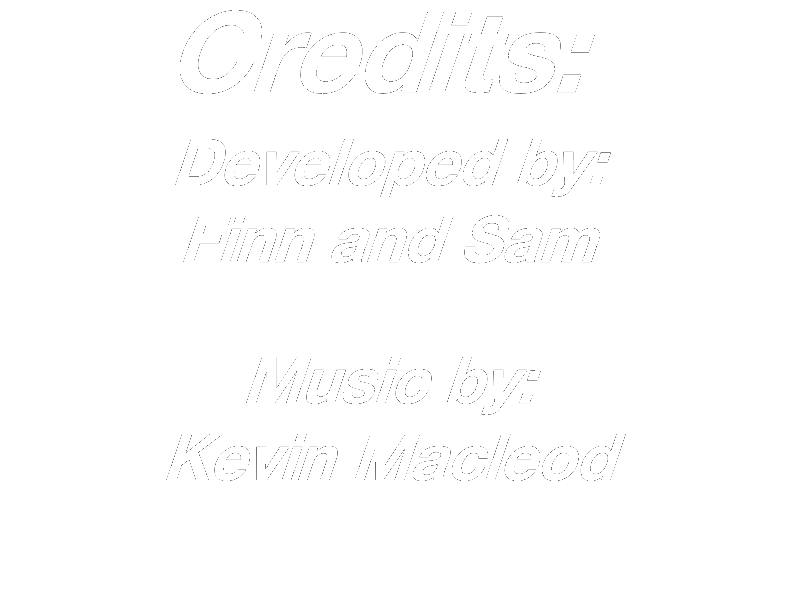 Credits:
Developed by:
Finn and Sam
Music by:
Kevin Macleod